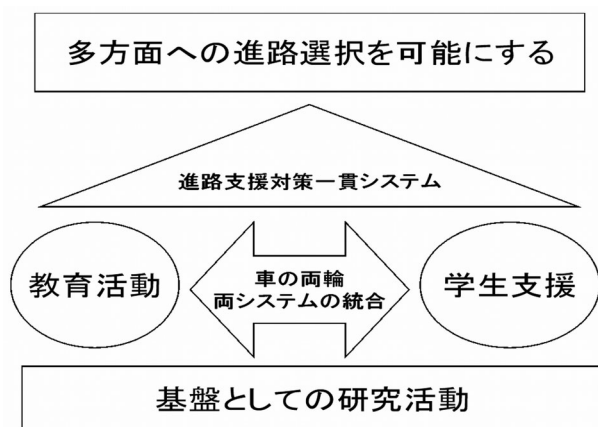 多方面への進路選択を可能にする
進路支援対策一貫システム
教育活動
車の両輪
両システムの統合
学生支援
基盤としての研究活動